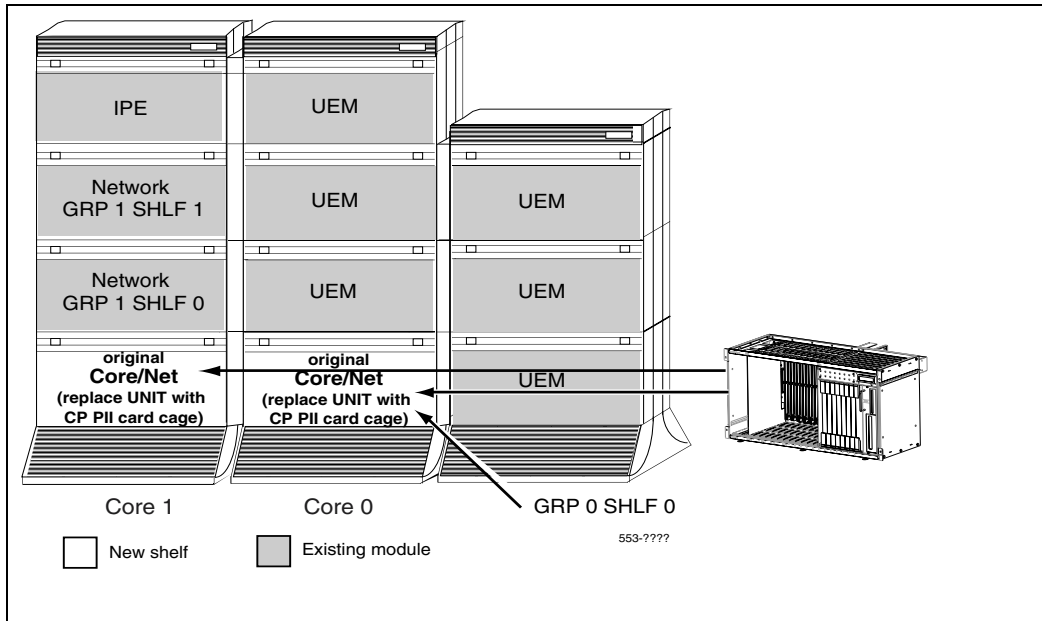 IPE
UEM
Network
GRP 1 SHLF 1
UEM
UEM
Network
GRP 1 SHLF 0
UEM
UEM
original
Core/Net
(replace UNIT with
CP PII card cage)
original
Core/Net
(replace UNIT with
CP PII card cage)
UEM
Core 1
Core 0
GRP 0 SHLF 0
553-????
New shelf
Existing module